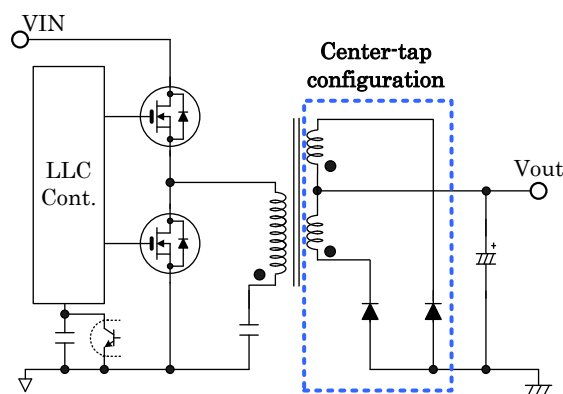 VIN
Center-tap
configuration
LLC
Cont.
Vout
+